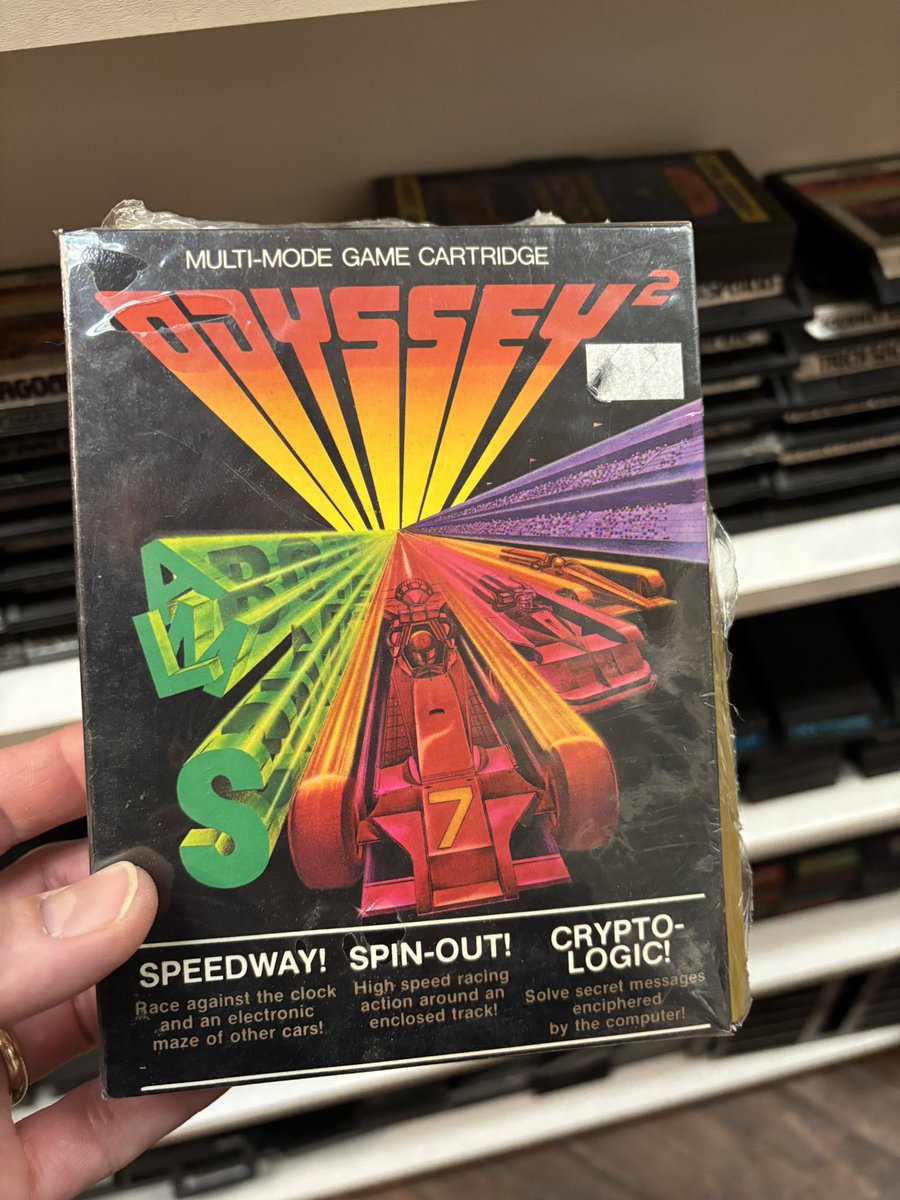 MULTI-MODE GAME CARTRIDGE
ODYSSEY²
7
S
SPEEDWAY!
Race against the clock
and an electronic
maze of other cars!
SPIN-OUT!
High speed racing
action around an
enclosed track!
CRYPTO-
LOGIC!
Solve secret messages
enciphered
by the computer!